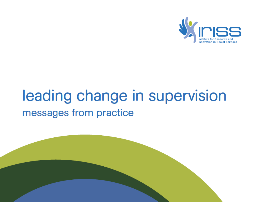 iriss
leading change in supervision
messages from practice